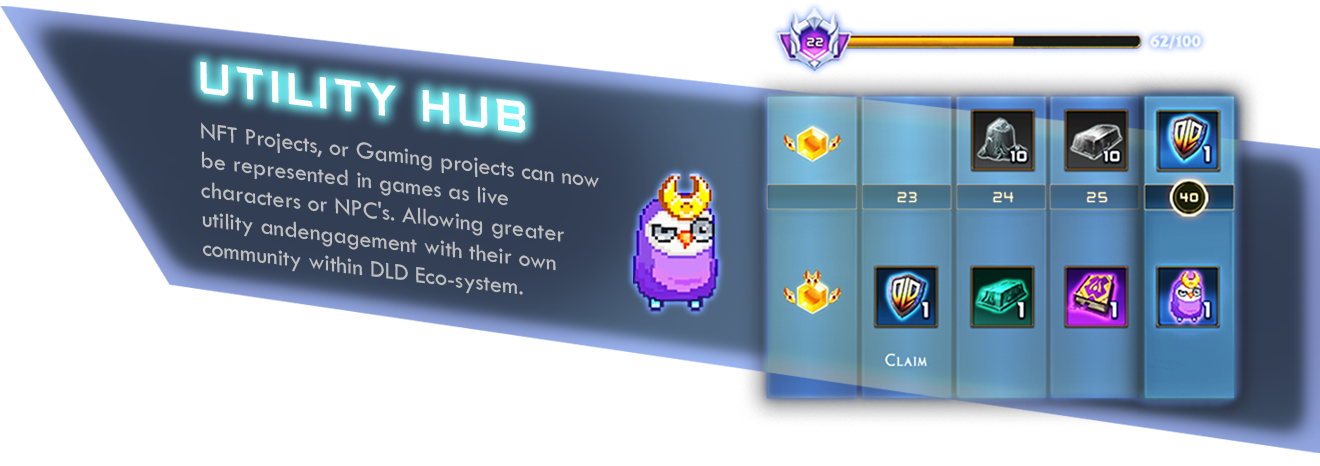 UTILITY HUB
NFT Projects, or Gaming projects can now
be represented in games as live
characters or NPC's. Allowing greater
utility andengagement with their own
community within DLD Eco-system.
22
62/100
10
10
DLD 1
23
24
25
40
DLD 1
1
1
1
CLAIM